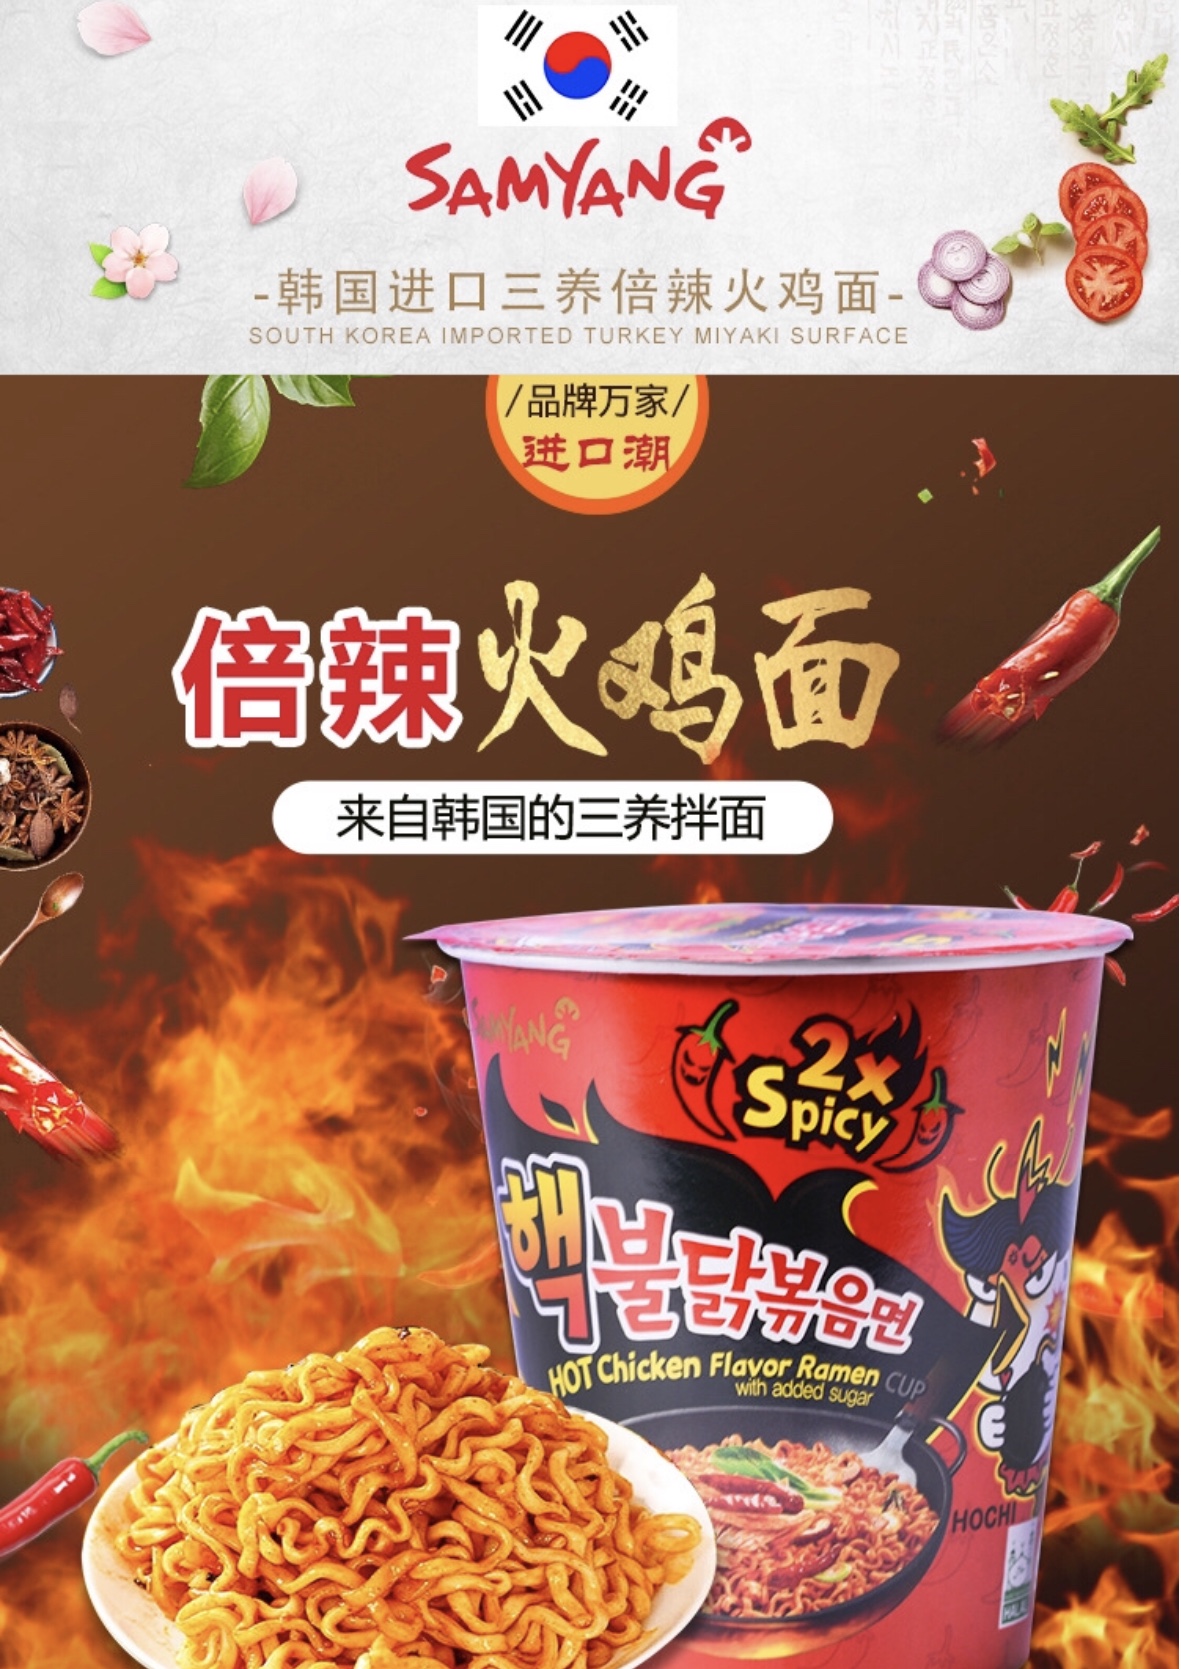 SAMYANG
-韩国进口三养倍辣火鸡面-
SOUTH KOREA IMPORTED TURKEY MIYAKI SURFACE
/品牌万家/
进口潮
倍辣火鸡面
来自韩国的三养拌面
SAMYANG
2x
Spicy
핵불닭볶음면
HOT Chicken Flavor Ramen CUP
with added sugar
HOCHI
HALAL